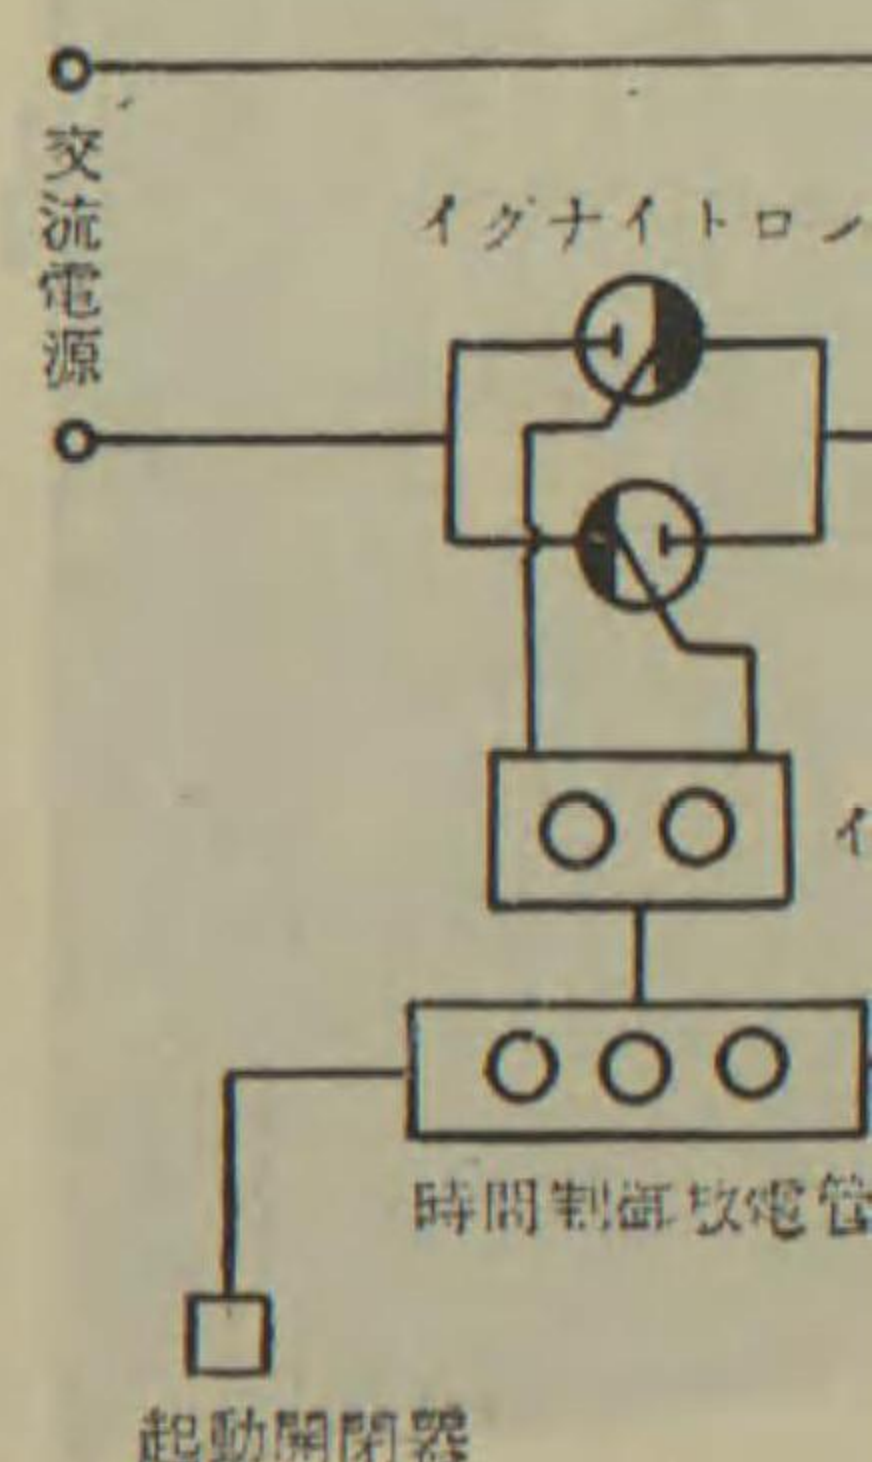 交流電源
イグナイトロン
イ
時間制御放電管
起動開閉器